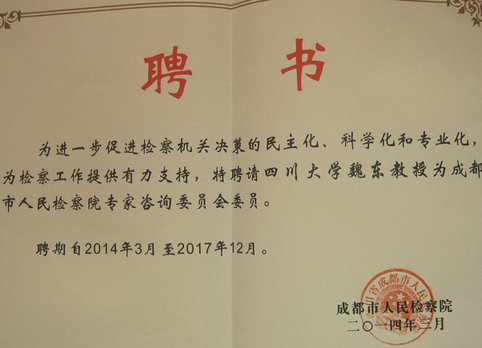 聘 书
为进一步促进检察机关决策的民主化、科学化和专业化，
为检察工作提供有力支持，特聘请四川大学魏东教授为成都
市人民检察院专家咨询委员会委员。
聘期自2014年3月至2017年12月。
成都市人民检察院
二〇一四年三月